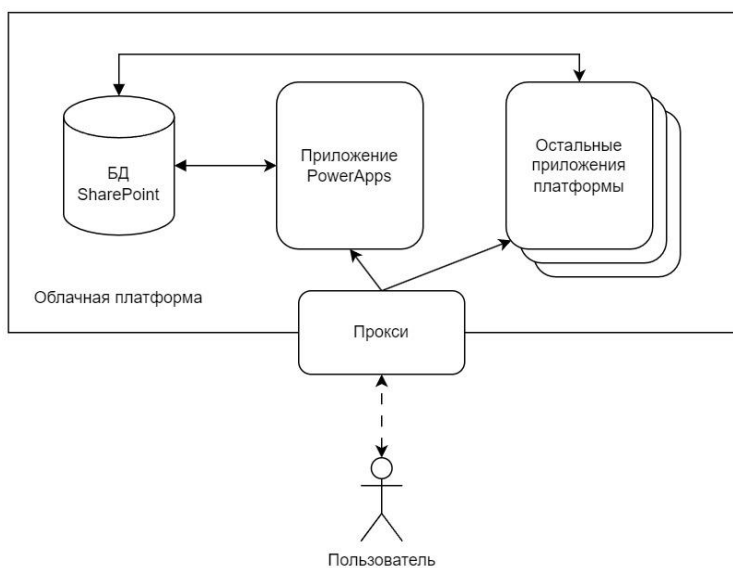 БД
SharePoint
Приложение
PowerApps
Остальные
приложения
платформы
Облачная платформа
Прокси
Пользователь